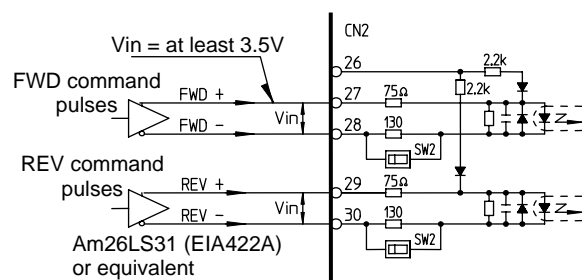 CN2
Vin = at least 3.5V
26
2.2k
FWD command
pulses
FWD +
27
75Ω
2.2k
Vin
FWD -
28
130
SW2
REV command
pulses
REV +
29
75Ω
Vin
REV -
30
130
SW2
Am26LS31 (EIA422A)
or equivalent